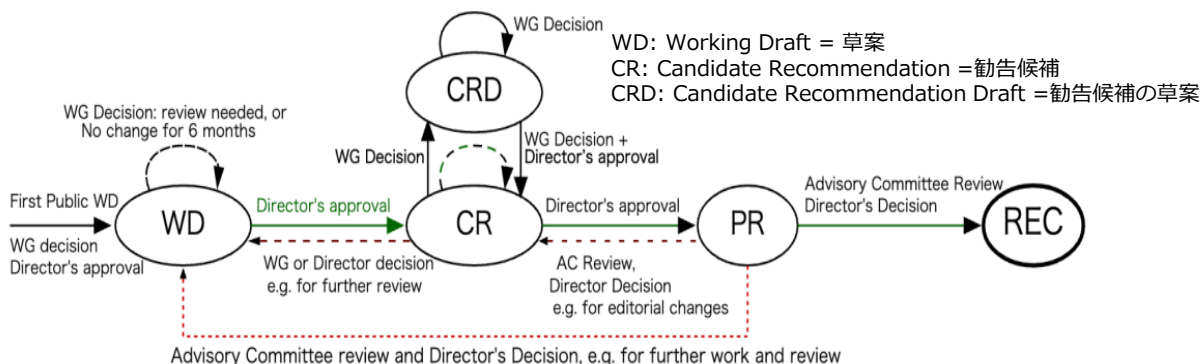 WG Decision
WD: Working Draft = 草案
CR: Candidate Recommendation =勧告候補
CRD: Candidate Recommendation Draft =勧告候補の草案
CRD
WG Decision: review needed, or
No change for 6 months
WG Decision
WG Decision +
Director's approval
First Public WD
WG decision
Director's approval
WD
Director's approval
CR
Director's approval
PR
Advisory Committee Review
Director's Decision
REC
WG or Director decision
e.g. for further review
AC Review,
Director Decision
e.g. for editorial changes
Advisory Committee review and Director's Decision, e.g. for further work and review